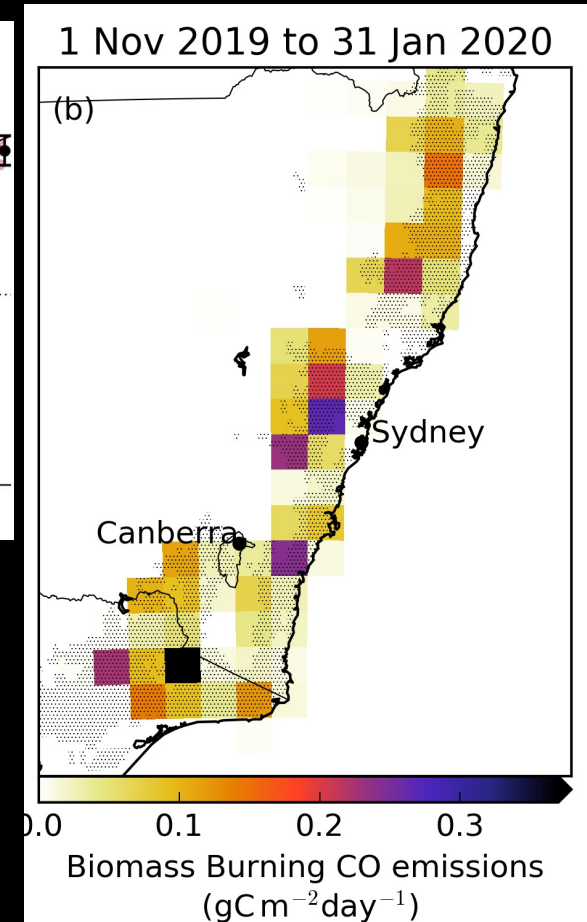 1 Nov 2019 to 31 Jan 2020
(b)
Sydney
Canberra
0.0 0.1 0.2 0.3
Biomass Burning CO emissions
(gC m⁻² day⁻¹)